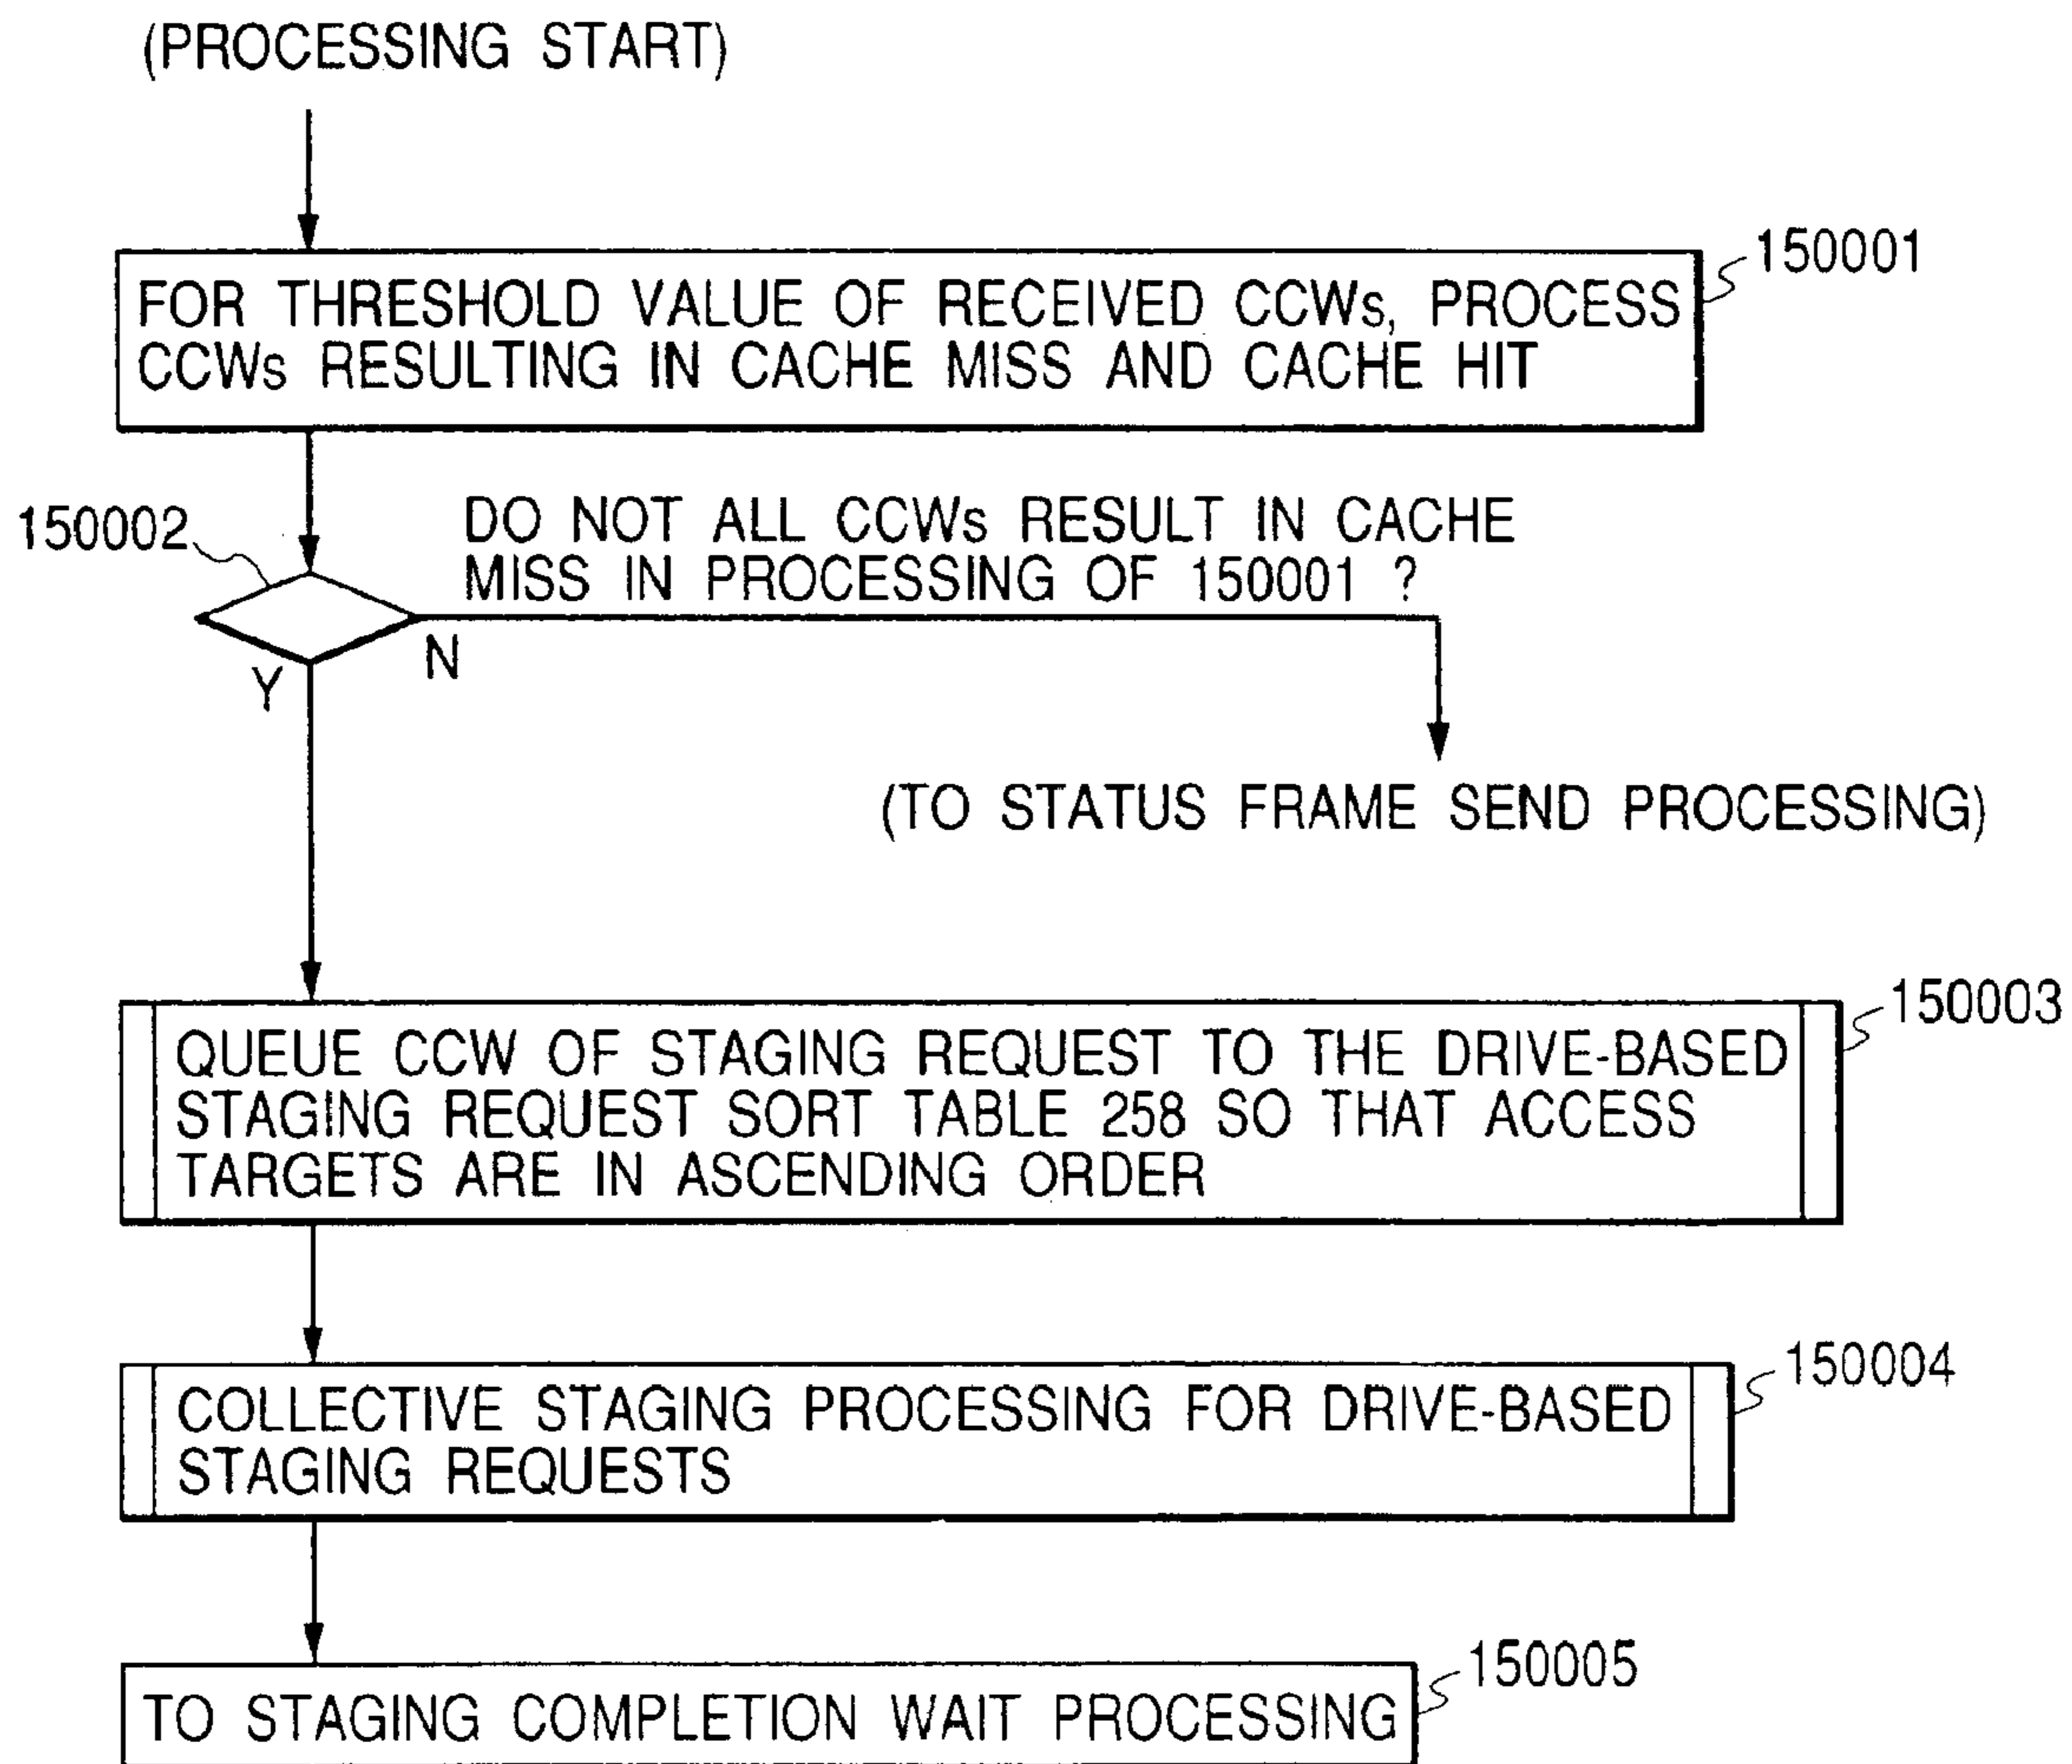 (PROCESSING START)
150001
FOR THRESHOLD VALUE OF RECEIVED CCWs, PROCESS
CCWs RESULTING IN CACHE MISS AND CACHE HIT
150002
DO NOT ALL CCWs RESULT IN CACHE
MISS IN PROCESSING OF 150001 ?
N
Y
(TO STATUS FRAME SEND PROCESSING)
150003
QUEUE CCW OF STAGING REQUEST TO THE DRIVE-BASED
STAGING REQUEST SORT TABLE 258 SO THAT ACCESS
TARGETS ARE IN ASCENDING ORDER
150004
COLLECTIVE STAGING PROCESSING FOR DRIVE-BASED
STAGING REQUESTS
150005
TO STAGING COMPLETION WAIT PROCESSING